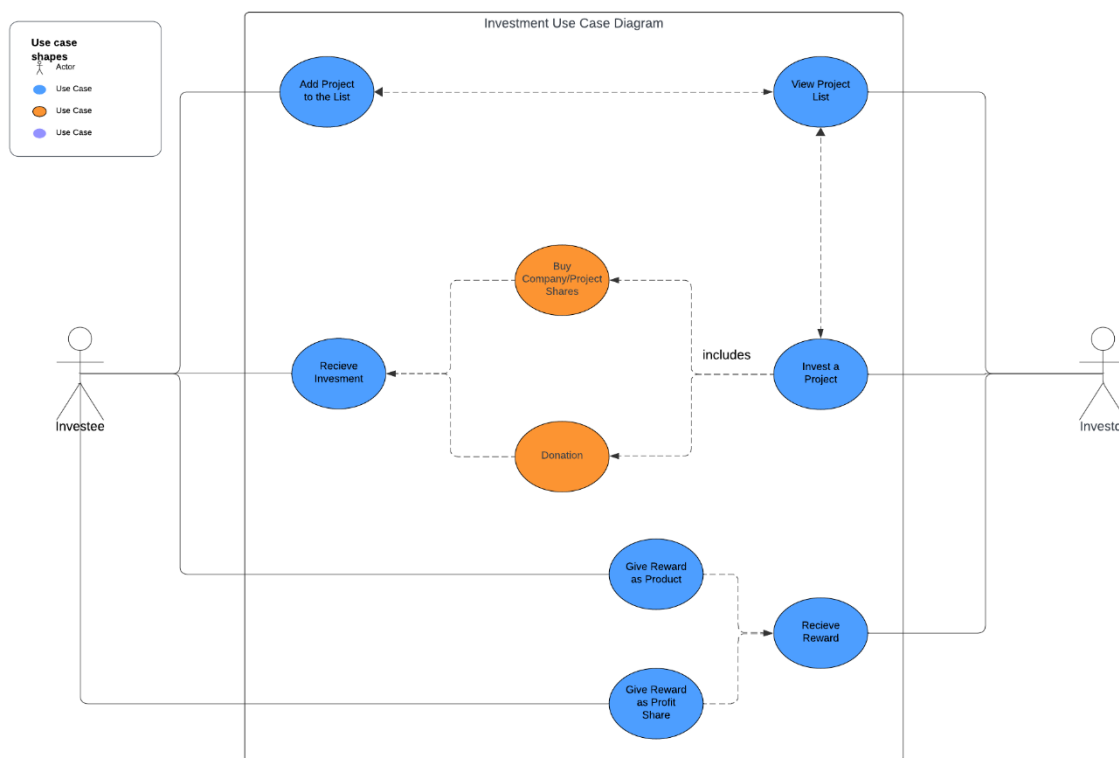 Investment Use Case Diagram
Use case
shapes
Actor
Use Case
Use Case
Use Case
Add Project
to the List
View Project
List
Buy
Company/Project
Shares
includes
Recieve
Invesment
Invest a
Project
Investee
Investo
Donation
Give Reward
as Product
Recieve
Reward
Give Reward
as Profit
Share